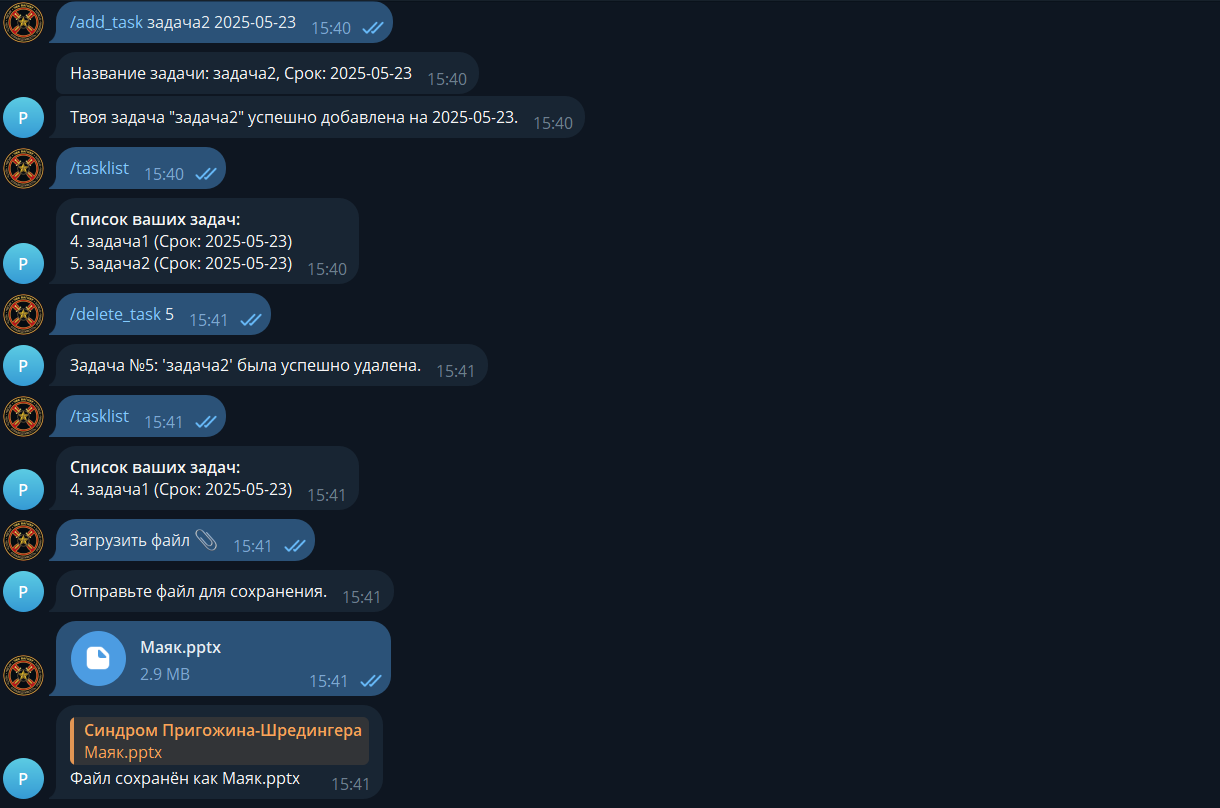 /add_task задача2 2025-05-23 15:40
Название задачи: задача2, Срок: 2025-05-23 15:40
Р
Твоя задача "задача2" успешно добавлена на 2025-05-23. 15:40
/tasklist 15:40
Список ваших задач:
4. задача1 (Срок: 2025-05-23)
Р
5. задача2 (Срок: 2025-05-23) 15:40
/delete_task 5 15:41
Р
Задача №5: 'задача2' была успешно удалена. 15:41
/tasklist 15:41
Список ваших задач:
Р
4. задача1 (Срок: 2025-05-23) 15:41
Загрузить файл 15:41
Р
Отправьте файл для сохранения. 15:41
Маяк.pptx
2.9 MB 15:41
Синдром Пригожина-Шредингера
Маяк.pptx
Р
Файл сохранён как Маяк.pptx 15:41